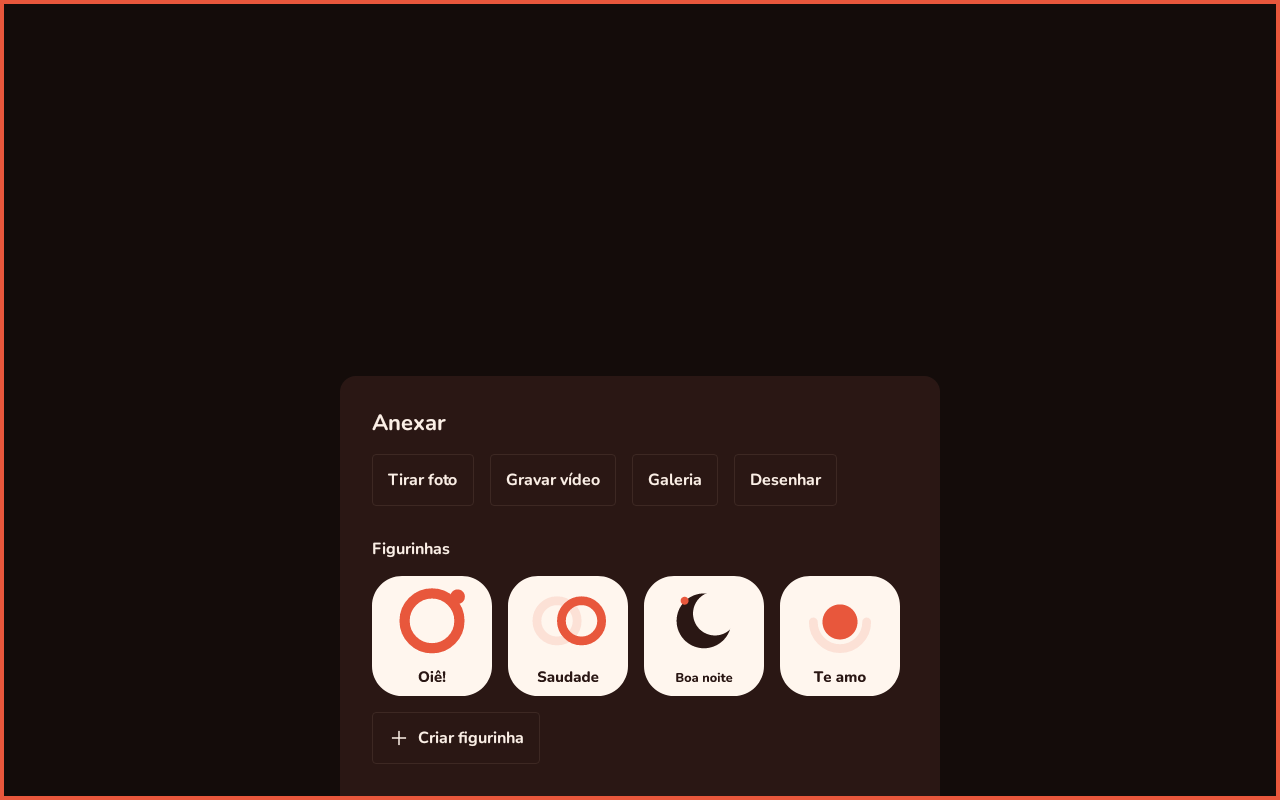 Anexar
Tirar foto
Gravar vídeo
Galeria
Desenhar
Figurinhas
Oiê!
Saudade
Boa noite
Te amo
Criar figurinha